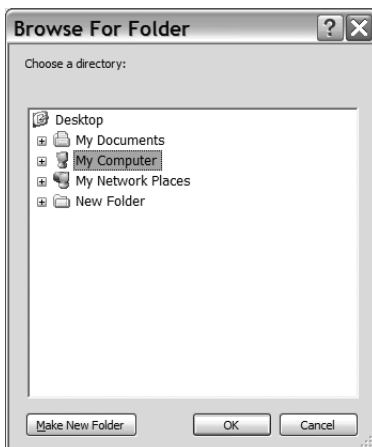 Browse For Folder
Choose a directory:
Desktop
My Documents
My Computer
My Network Places
New Folder
Make New Folder OK Cancel